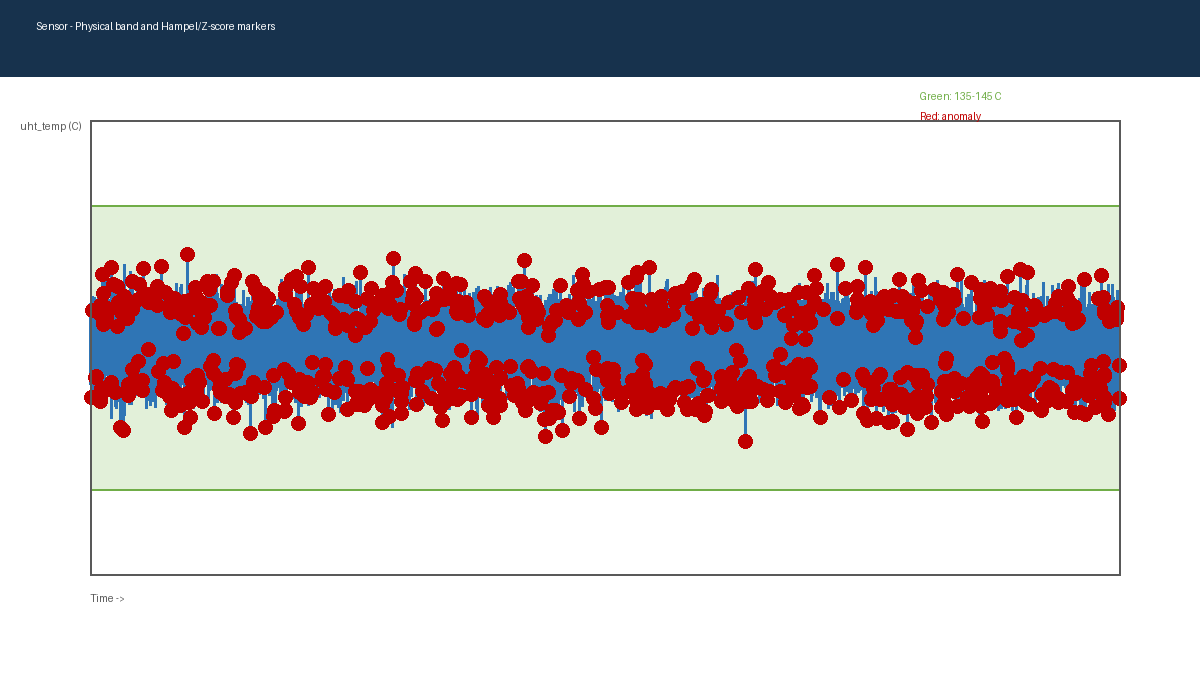 Sensor - Physical band and Hampel/Z-score markers
Green: 135-145 C
Red: anomaly
uht_temp (C)
Time ->